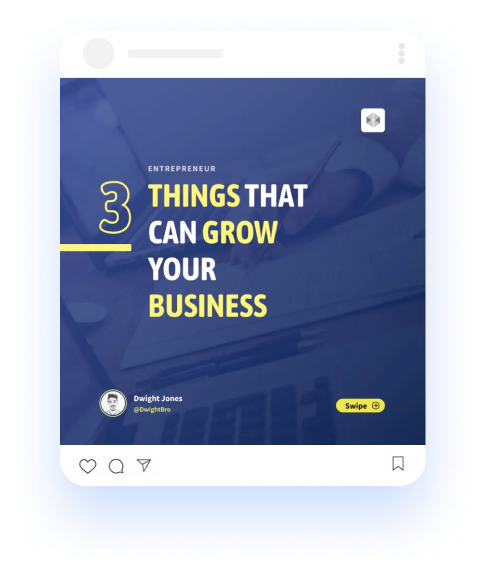 ENTREPRENEUR
3
THINGS THAT
CAN GROW
YOUR
BUSINESS
Dwight Jones
@DwightBro
Swipe